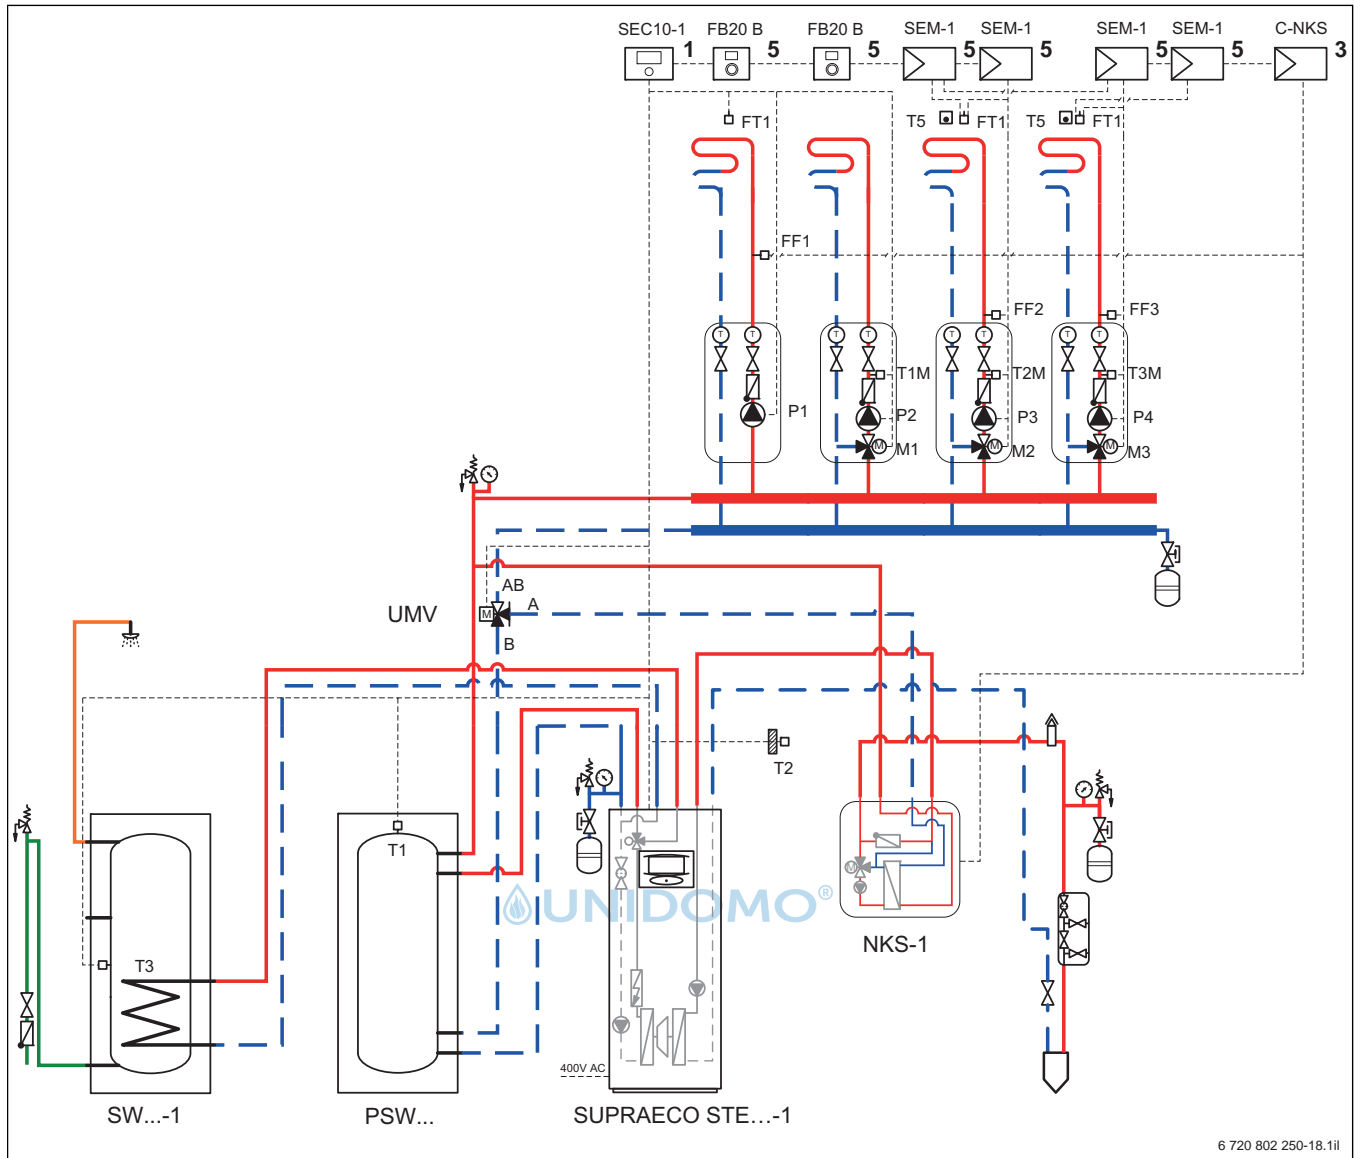 SEC10-1 FB20 B FB20 B SEM-1 SEM-1 SEM-1 SEM-1 C-NKS
1 5 5 5 5 5 5 3
FT1 T5 FT1 T5 FT1
FF1
FF2 FF3
T T T T T T T T
T1M T2M T3M
P1 P2 P3 P4
M M1 M M2 M M3
AB
UMV M A
B
T2
T1
M
UNIDOMO®
NKS-1
T3
400V AC
SW...-1 PSW... SUPRAECO STE...-1
6 720 802 250-18.1il